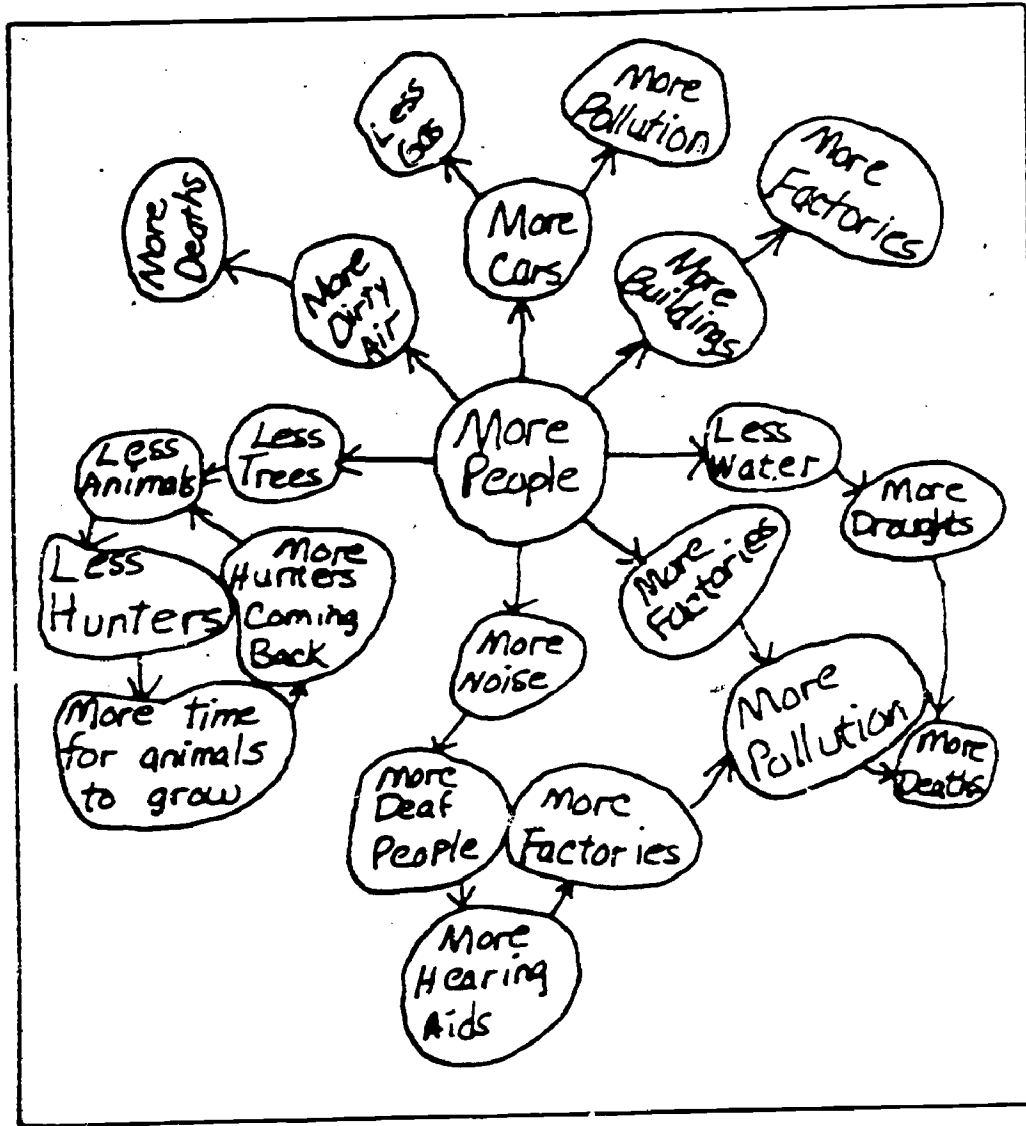 Less
Gas
More
Pollution
More
Factories
More
Deaths
More
Dirty
Air
More
Cars
More
Buildings
More
People
Less
Trees
Less
Animals
Less
Hunters
More
Hunters
Coming
Back
More time
for animals
to grow
Less
Water
More
Droughts
More
Factories
More
Pollution
More
Deaths
More
Noise
More
Deaf
People
More
Factories
More
Hearing
Aids